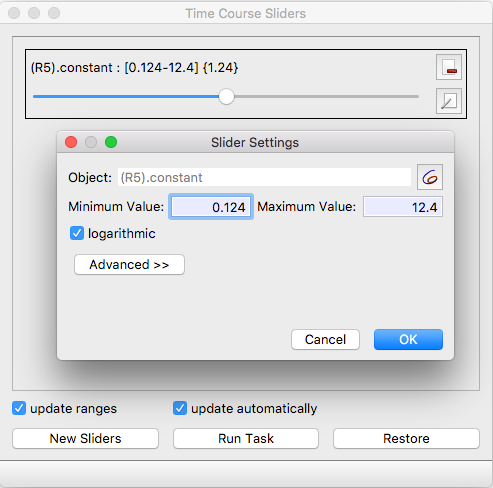 Time Course Sliders
(R5).constant : [0.124-12.4] {1.24}
Slider Settings
Object: (R5).constant
Minimum Value: 0.124 Maximum Value: 12.4
logarithmic
Advanced >>
Cancel OK
update ranges update automatically
New Sliders Run Task Restore